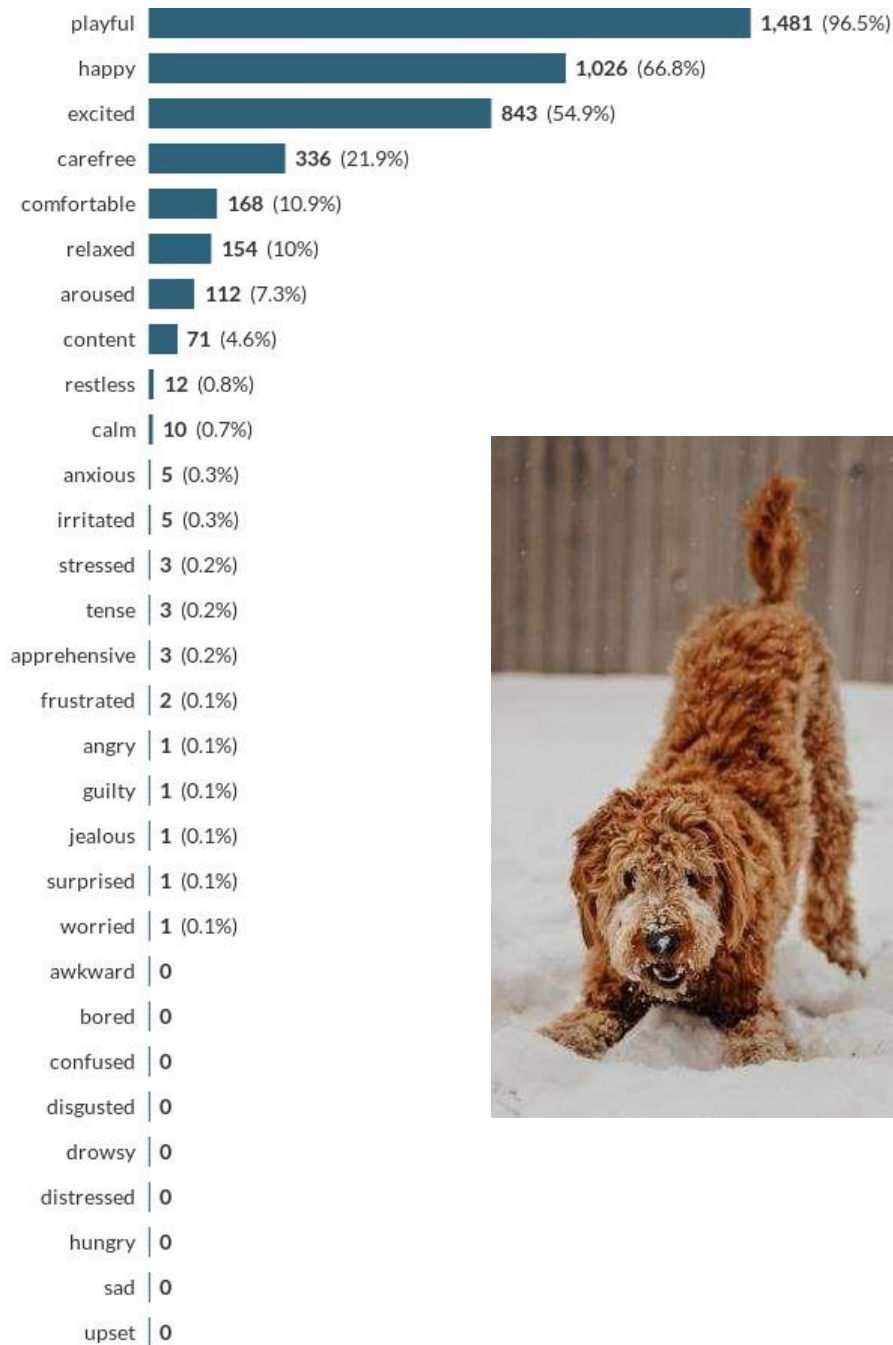 playful 1,481 (96.5%)
happy 1,026 (66.8%)
excited 843 (54.9%)
carefree 336 (21.9%)
comfortable 168 (10.9%)
relaxed 154 (10%)
aroused 112 (7.3%)
content 71 (4.6%)
restless 12 (0.8%)
calm 10 (0.7%)
anxious 5 (0.3%)
irritated 5 (0.3%)
stressed 3 (0.2%)
tense 3 (0.2%)
apprehensive 3 (0.2%)
frustrated 2 (0.1%)
angry 1 (0.1%)
guilty 1 (0.1%)
jealous 1 (0.1%)
surprised 1 (0.1%)
worried 1 (0.1%)
awkward 0
bored 0
confused 0
disgusted 0
drowsy 0
distressed 0
hungry 0
sad 0
upset 0